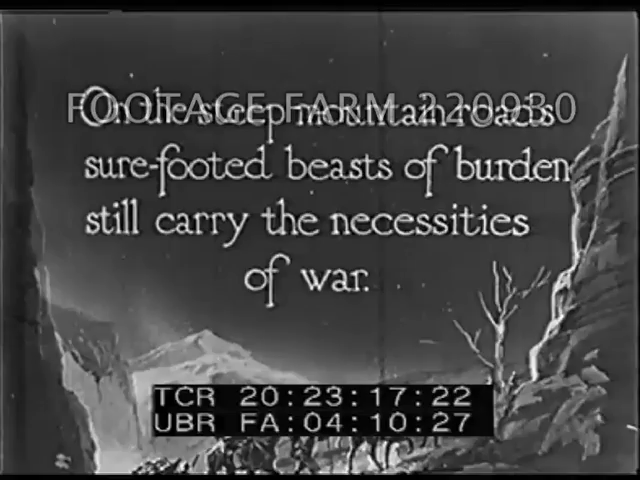 FOOTAGE FARM 220930
On the steep mountain roads
sure-footed beasts of burden
still carry the necessities
of war.
TCR 20:23:17:22
UBR FA:04:10:27